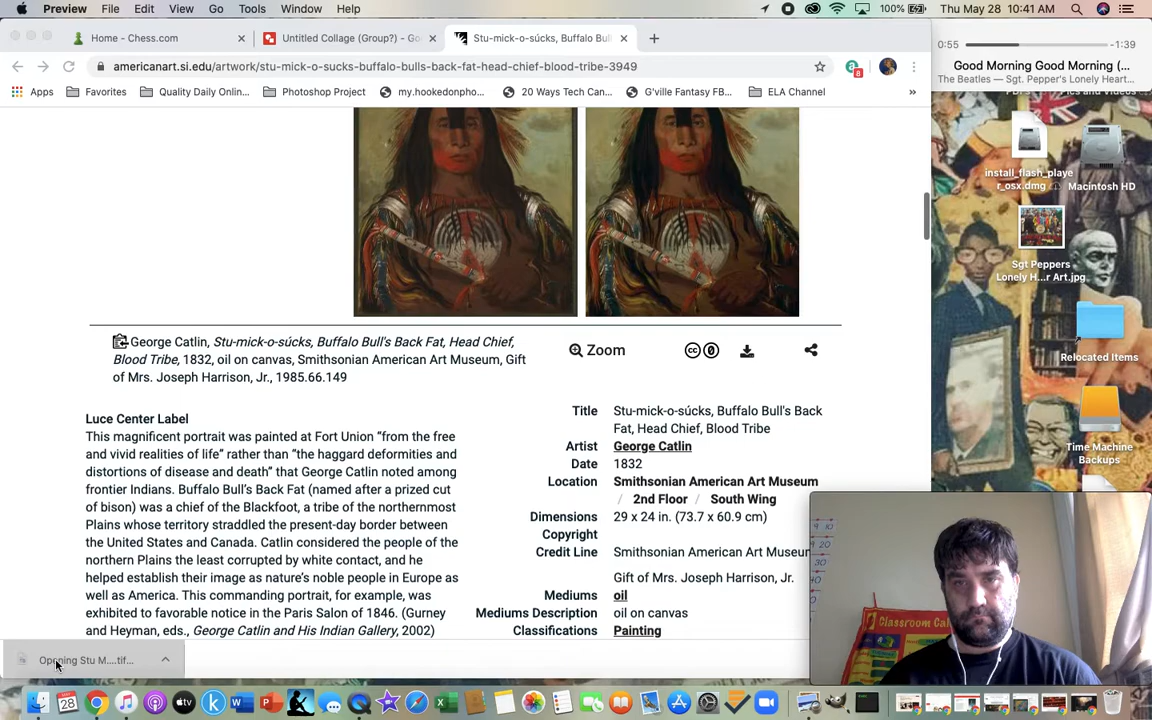 Preview File Edit View Go Tools Window Help 100% Thu May 28 10:41 AM
Home - Chess.com Untitled Collage (Group?) - Go Stu-mick-o-súcks, Buffalo Bul
americanart.si.edu/artwork/stu-mick-o-sucks-buffalo-bulls-back-fat-head-chief-blood-tribe-3949
8
Apps Favorites Quality Daily Onlin... Photoshop Project my.hookedonpho... 20 Ways Tech Can... G'ville Fantasy FB... ELA Channel »
0:55 -1:39
Good Morning Good Morning (...
The Beatles — Sgt. Pepper's Lonely Heart...
install_flash_playe
r_osx.dmg
Macintosh HD
Sgt Peppers
Lonely H...r Art.jpg
Relocated Items
Time Machine
Backups
George Catlin, Stu-mick-o-súcks, Buffalo Bull's Back Fat, Head Chief,
Blood Tribe, 1832, oil on canvas, Smithsonian American Art Museum, Gift
of Mrs. Joseph Harrison, Jr., 1985.66.149
Zoom
cc 0
Luce Center Label
This magnificent portrait was painted at Fort Union "from the free
and vivid realities of life" rather than "the haggard deformities and
distortions of disease and death" that George Catlin noted among
frontier Indians. Buffalo Bull's Back Fat (named after a prized cut
of bison) was a chief of the Blackfoot, a tribe of the northernmost
Plains whose territory straddled the present-day border between
the United States and Canada. Catlin considered the people of the
northern Plains the least corrupted by white contact, and he
helped establish their image as nature's noble people in Europe as
well as America. This commanding portrait, for example, was
exhibited to favorable notice in the Paris Salon of 1846. (Gurney
and Heyman, eds., George Catlin and His Indian Gallery, 2002)
Title Stu-mick-o-súcks, Buffalo Bull's Back
Fat, Head Chief, Blood Tribe
Artist George Catlin
Date 1832
Location Smithsonian American Art Museum
/ 2nd Floor / South Wing
Dimensions 29 x 24 in. (73.7 x 60.9 cm)
Copyright
Credit Line Smithsonian American Art Museum
Gift of Mrs. Joseph Harrison, Jr.
Mediums oil
Mediums Description oil on canvas
Classifications Painting
Opening Stu M....tif...
9 10
20
30
40
Classroom Cal
28
tv